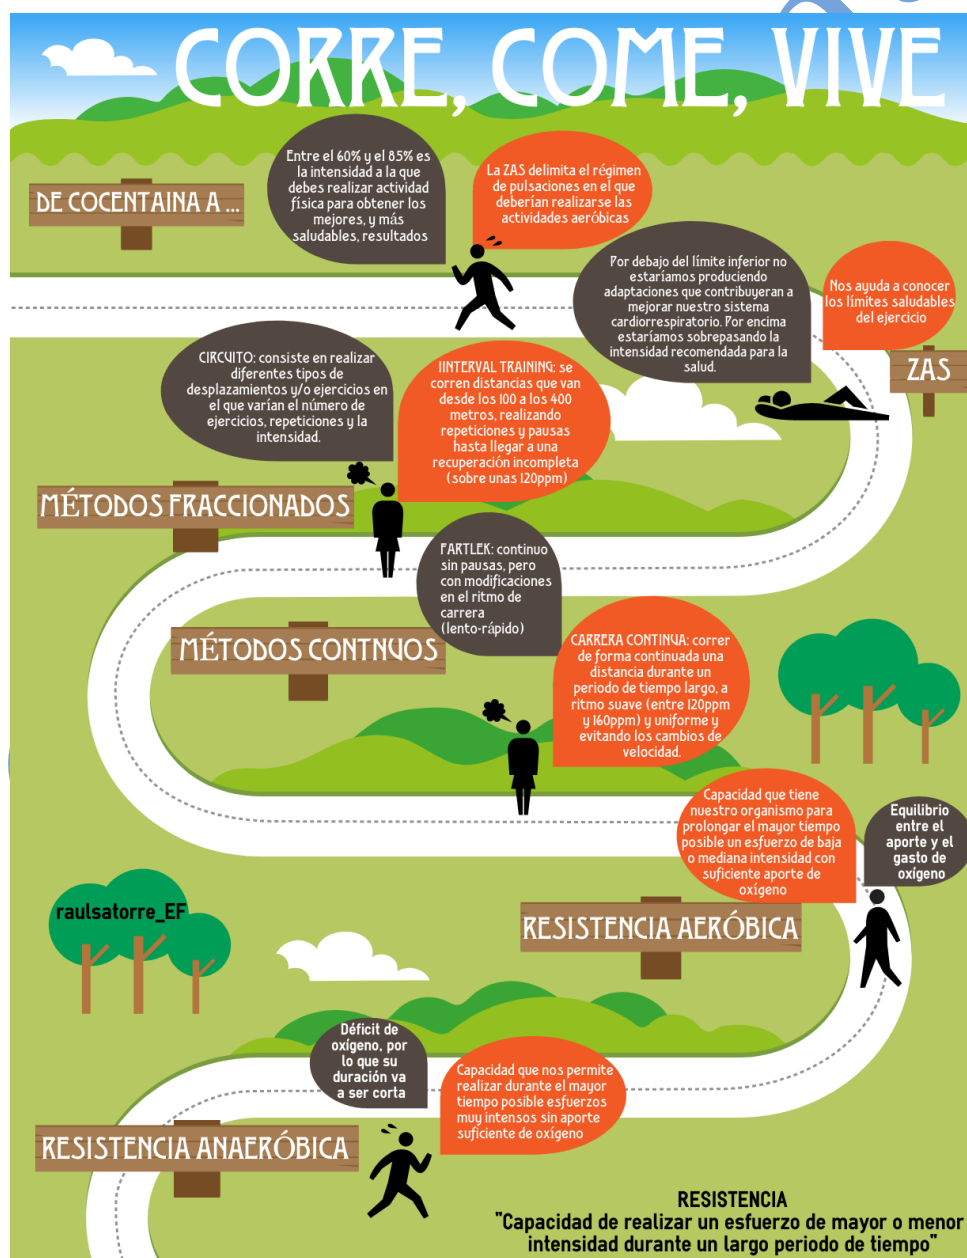 CORRE, COME, VIVE
Entre el 60% y el 85% es
la intensidad a la que
debes realizar actividad
física para obtener los
mejores, y más
saludables, resultados
La ZAS delimita el régimen
de pulsaciones en el que
deberían realizarse las
actividades aeróbicas
DE COCENTAINA A ...
Por debajo del límite inferior no
estaríamos produciendo
adaptaciones que contribuyeran a
mejorar nuestro sistema
cardiorrespiratorio. Por encima
estaríamos sobrepasando la
intensidad recomendada para la
salud.
Nos ayuda a conocer
los límites saludables
del ejercicio
ZAS
CIRCUITO: consiste en realizar
diferentes tipos de
desplazamientos y/o ejercicios en
el que varían el número de
ejercicios, repeticiones y la
intensidad.
IINTERVAL TRAINING: se
corren distancias que van
desde los 100 a los 400
metros, realizando
repeticiones y pausas
hasta llegar a una
recuperación incompleta
(sobre unas 120ppm)
MÉTODOS FRACCIONADOS
FARTLEK: continuo
sin pausas, pero
con modificaciones
en el ritmo de
carrera
(lento-rápido)
MÉTODOS CONTNUOS
CARRERA CONTINUA: correr
de forma continuada una
distancia durante un
periodo de tiempo largo, a
ritmo suave (entre 120ppm
y 160ppm) y uniforme y
evitando los cambios de
velocidad.
Capacidad que tiene
nuestro organismo para
prolongar el mayor tiempo
posible un esfuerzo de baja
o mediana intensidad con
suficiente aporte de
oxígeno
Equilibrio
entre el
aporte y el
gasto de
oxígeno
raulsatorre_EF
RESISTENCIA AERÓBICA
Déficit de
oxígeno, por
lo que su
duración va
a ser corta
Capacidad que nos permite
realizar durante el mayor
tiempo posible esfuerzos
muy intensos sin aporte
suficiente de oxígeno
RESISTENCIA ANAERÓBICA
RESISTENCIA
"Capacidad de realizar un esfuerzo de mayor o menor
intensidad durante un largo periodo de tiempo"